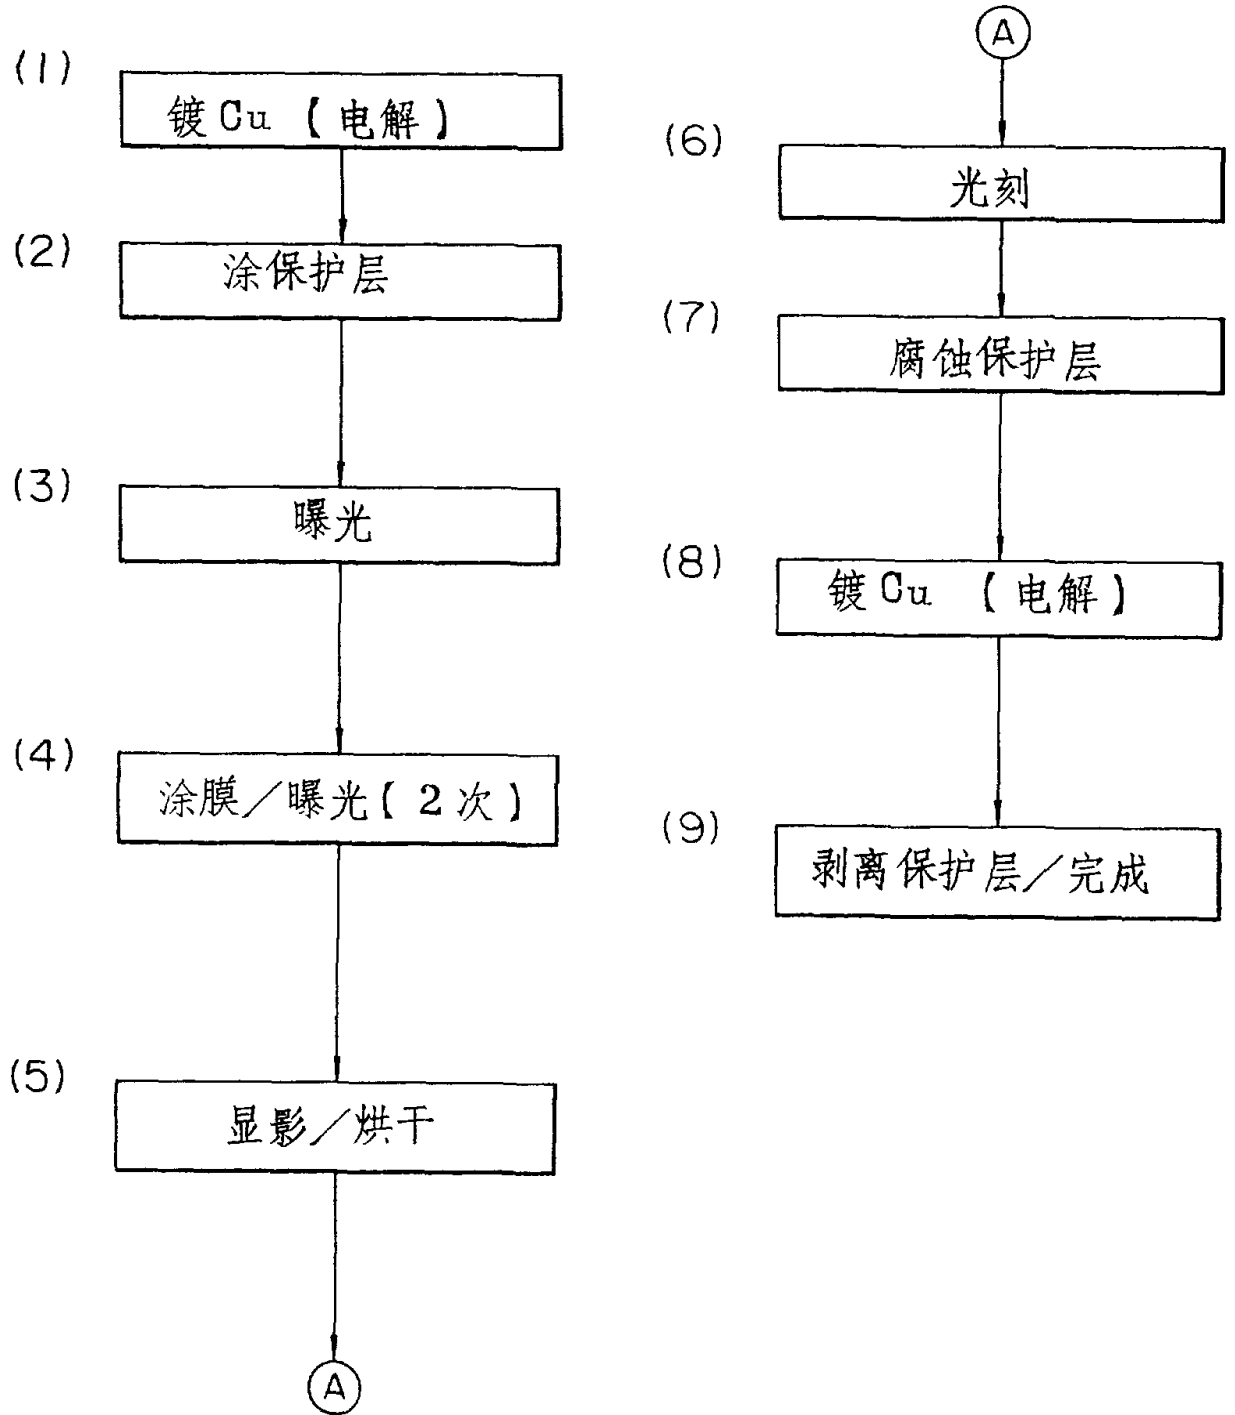 (1)
镀Cu【电解】
(2)
涂保护层
(3)
曝光
(4)
涂膜／曝光【2次】
(5)
显影／烘干
A
A
(6)
光刻
(7)
腐蚀保护层
(8)
镀Cu【电解】
(9)
剥离保护层／完成